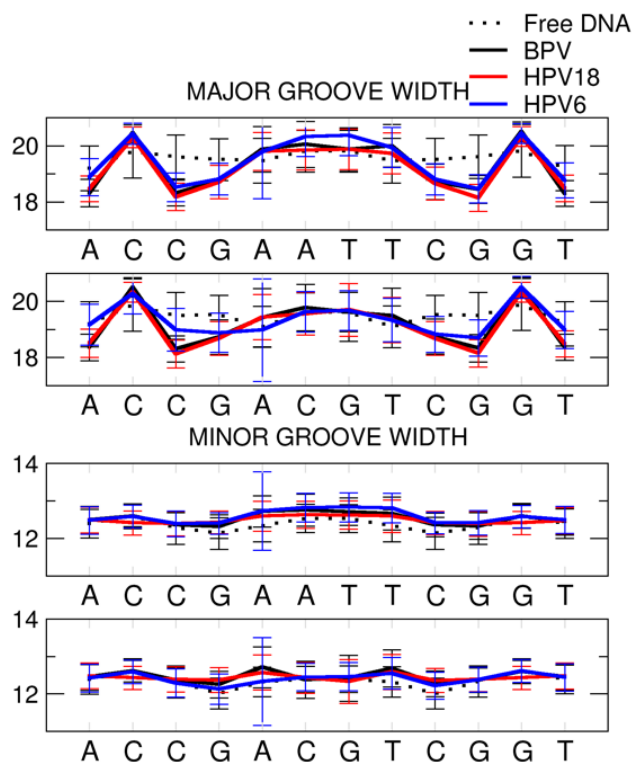 Free DNA
BPV
HPV18
HPV6
MAJOR GROOVE WIDTH
20
18
A C C G A A T T C G G T
20
18
A C C G A C G T C G G T
MINOR GROOVE WIDTH
14
12
A C C G A A T T C G G T
14
12
A C C G A C G T C G G T